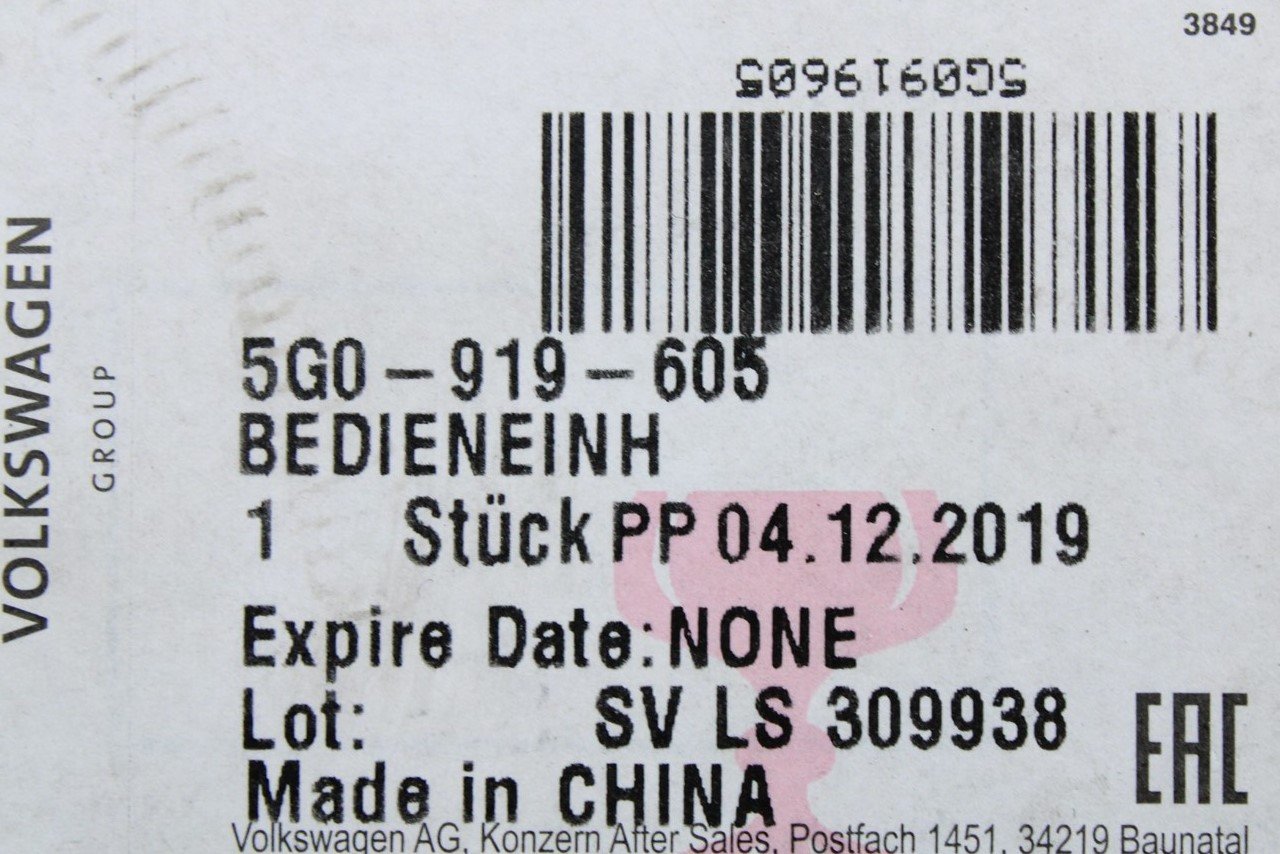 3849
5G0919605
VOLKSWAGEN
GROUP
5G0-919-605
BEDIENEINH
1 Stück PP 04.12.2019
Expire Date:NONE
Lot: SV LS 309938
EAC
Made in CHINA
Volkswagen AG, Konzern After Sales, Postfach 1451, 34219 Baunatal